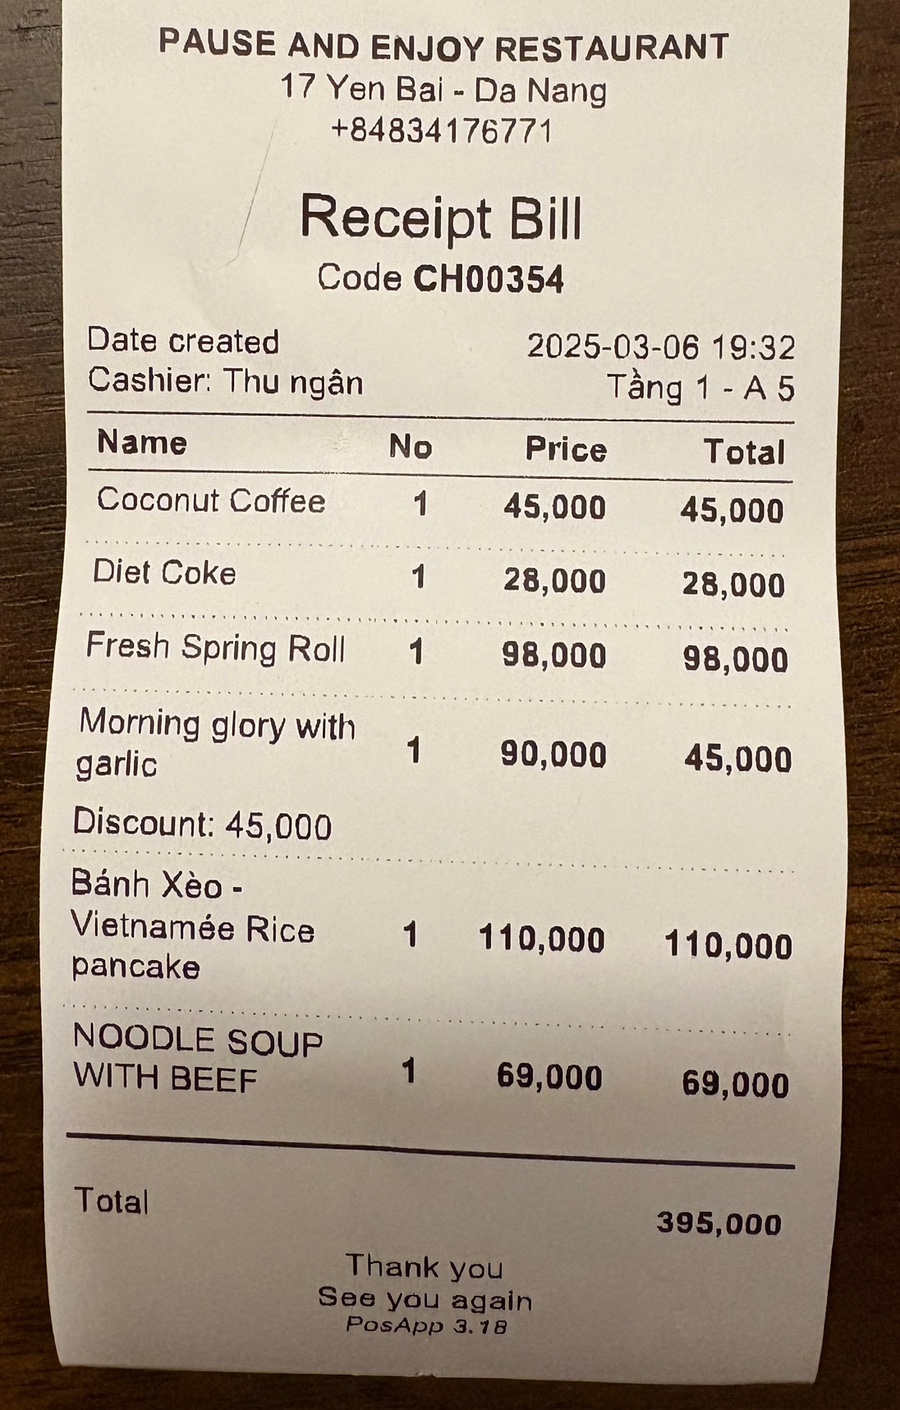 PAUSE AND ENJOY RESTAURANT
17 Yen Bai - Da Nang
+84834176771
Receipt Bill
Code CH00354
Date created 2025-03-06 19:32
Cashier: Thu ngân Tầng 1 - A 5
Name No Price Total
Coconut Coffee 1 45,000 45,000
Diet Coke 1 28,000 28,000
Fresh Spring Roll 1 98,000 98,000
Morning glory with
garlic 1 90,000 45,000
Discount: 45,000
Bánh Xèo -
Vietnamée Rice 1 110,000 110,000
pancake
NOODLE SOUP
WITH BEEF 1 69,000 69,000
Total 395,000
Thank you
See you again
PosApp 3.18